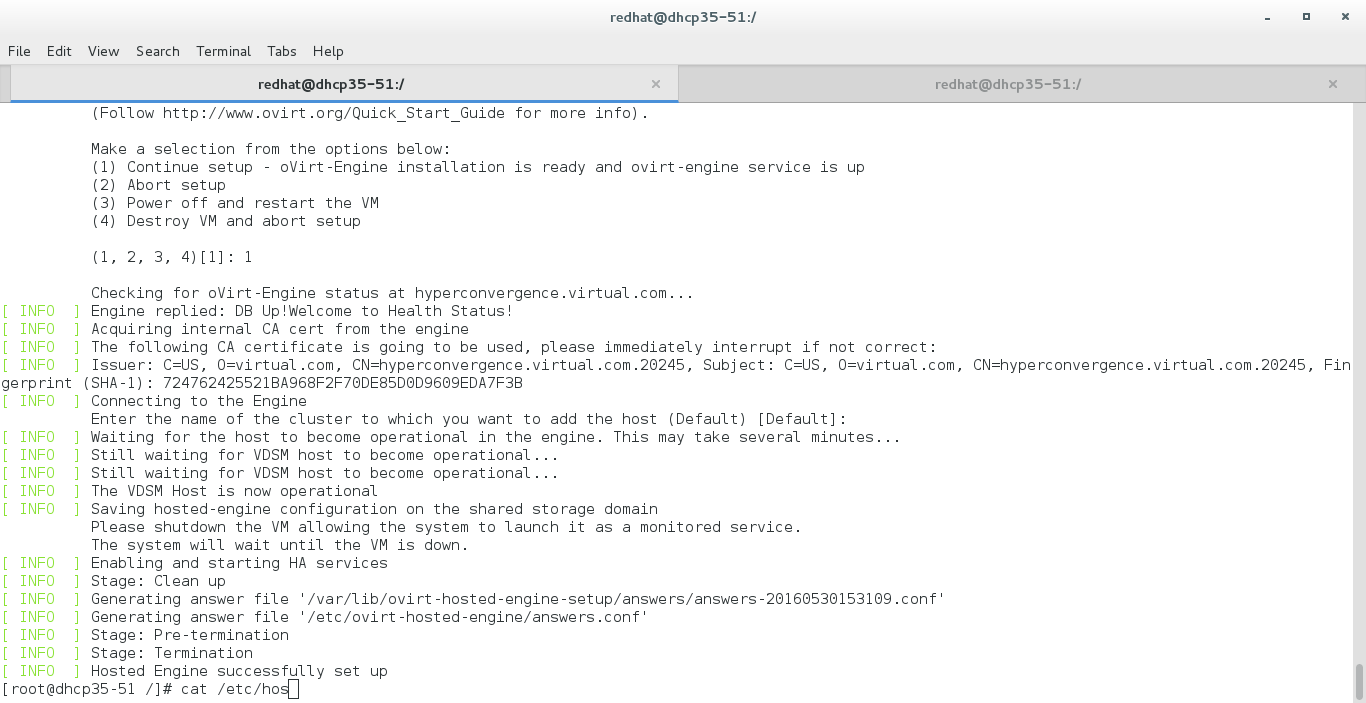 redhat@dhcp35-51:/
File Edit View Search Terminal Tabs Help
redhat@dhcp35-51:/ × redhat@dhcp35-51:/ ×
(Follow http://www.ovirt.org/Quick_Start_Guide for more info).
Make a selection from the options below:
(1) Continue setup - oVirt-Engine installation is ready and ovirt-engine service is up
(2) Abort setup
(3) Power off and restart the VM
(4) Destroy VM and abort setup
(1, 2, 3, 4)[1]: 1
Checking for oVirt-Engine status at hyperconvergence.virtual.com...
[ INFO  ] Engine replied: DB Up!Welcome to Health Status!
[ INFO  ] Acquiring internal CA cert from the engine
[ INFO  ] The following CA certificate is going to be used, please immediately interrupt if not correct:
[ INFO  ] Issuer: C=US, O=virtual.com, CN=hyperconvergence.virtual.com.20245, Subject: C=US, O=virtual.com, CN=hyperconvergence.virtual.com.20245, Fin
gerprint (SHA-1): 724762425521BA968F2F70DE85D0D9609EDA7F3B
[ INFO  ] Connecting to the Engine
Enter the name of the cluster to which you want to add the host (Default) [Default]:
[ INFO  ] Waiting for the host to become operational in the engine. This may take several minutes...
[ INFO  ] Still waiting for VDSM host to become operational...
[ INFO  ] Still waiting for VDSM host to become operational...
[ INFO  ] The VDSM Host is now operational
[ INFO  ] Saving hosted-engine configuration on the shared storage domain
Please shutdown the VM allowing the system to launch it as a monitored service.
The system will wait until the VM is down.
[ INFO  ] Enabling and starting HA services
[ INFO  ] Stage: Clean up
[ INFO  ] Generating answer file '/var/lib/ovirt-hosted-engine-setup/answers/answers-20160530153109.conf'
[ INFO  ] Generating answer file '/etc/ovirt-hosted-engine/answers.conf'
[ INFO  ] Stage: Pre-termination
[ INFO  ] Stage: Termination
[ INFO  ] Hosted Engine successfully set up
[root@dhcp35-51 /]# cat /etc/hos